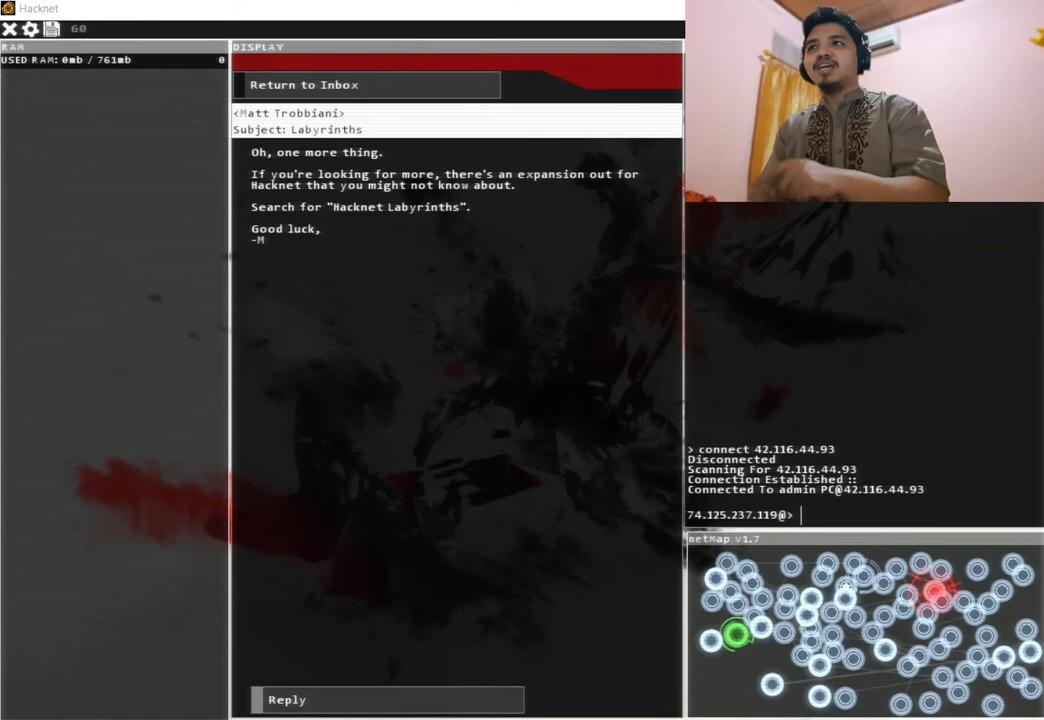 Hacknet
60
RAM
USED RAM: 0mb / 761mb 0
DISPLAY
Return to Inbox
<Matt Trobbiani>
Subject: Labyrinths
Oh, one more thing.
If you're looking for more, there's an expansion out for
Hacknet that you might not know about.
Search for "Hacknet Labyrinths".
Good luck,
-M
Reply
> connect 42.116.44.93
Disconnected
Scanning For 42.116.44.93
Connection Established ::
Connected To admin PC@42.116.44.93
74.125.237.119@>
netMap v1.7